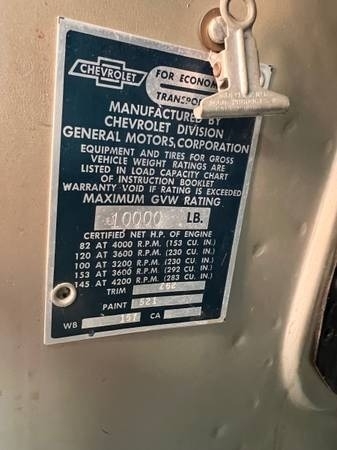 CHEVROLET
FOR ECONOM
TRANSPO
MANUFACTURED BY
CHEVROLET DIVISION
GENERAL MOTORS, CORPORATION
EQUIPMENT AND TIRES FOR GROSS
VEHICLE WEIGHT RATINGS ARE
LISTED IN LOAD CAPACITY CHART
OF INSTRUCTION BOOKLET
WARRANTY VOID IF RATING IS EXCEEDED
MAXIMUM GVW RATING
10000 LB.
CERTIFIED NET H.P. OF ENGINE
82 AT 4000 R.P.M. (153 CU. IN.)
120 AT 3600 R.P.M. (230 CU. IN.)
100 AT 3200 R.P.M. (230 CU. IN.)
153 AT 3600 R.P.M. (292 CU. IN.)
145 AT 4200 R.P.M. (283 CU. IN.)
TRIM
PAINT 521
WB 157 CA